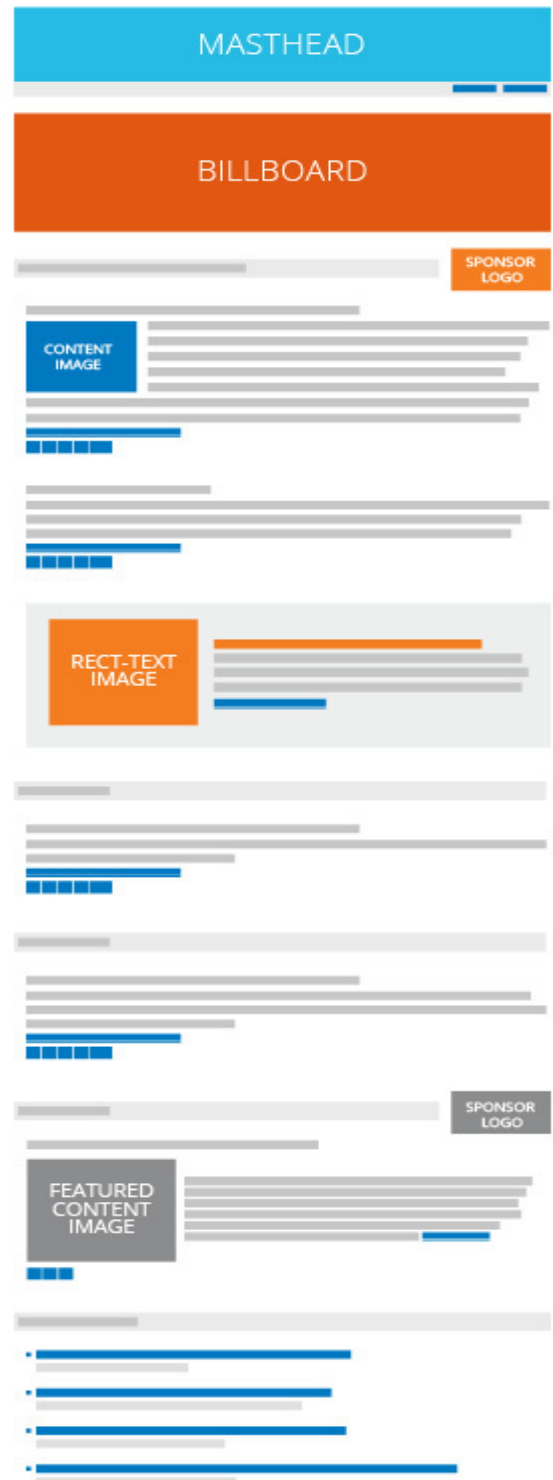 MASTHEAD
BILLBOARD
SPONSOR
LOGO
CONTENT
IMAGE
RECT-TEXT
IMAGE
SPONSOR
LOGO
FEATURED
CONTENT
IMAGE